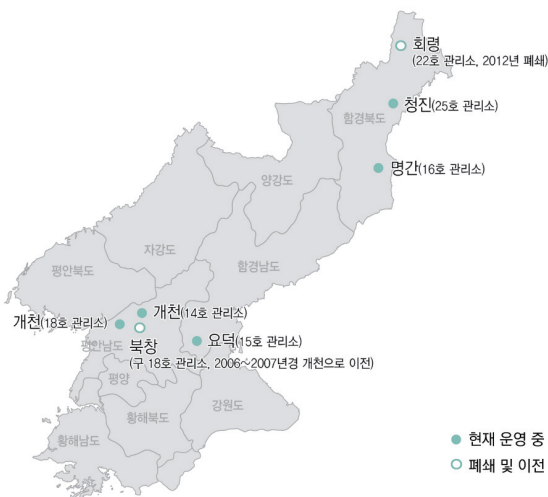 회령
(22호 관리소, 2012년 폐쇄)
청진(25호 관리소)
함경북도
명간(16호 관리소)
양강도
자강도
함경남도
평안북도
개천(14호 관리소)
개천(18호 관리소)
요덕(15호 관리소)
평안남도
북창
(구 18호 관리소, 2006~2007년경 개천으로 이전)
평양
강원도
황해북도
황해남도
현재 운영 중
폐쇄 및 이전